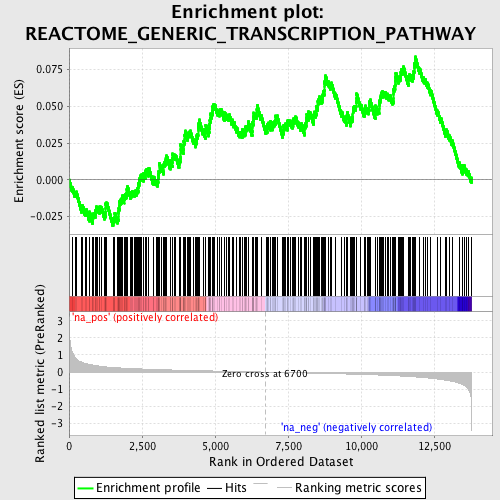 Enrichment plot:
REACTOME_GENERIC_TRANSCRIPTION_PATHWAY
Enrichment score (ES)
0.075
0.050
0.025
0.000
-0.025
Ranked list metric (PreRanked)
'na_pos' (positively correlated)
3
2
1
0
-1
-2
-3
Zero cross at 6700
'na_neg' (negatively correlated)
0
2,500
5,000
7,500
10,000
12,500
Rank in Ordered Dataset
Enrichment profile
Hits
Ranking metric scores